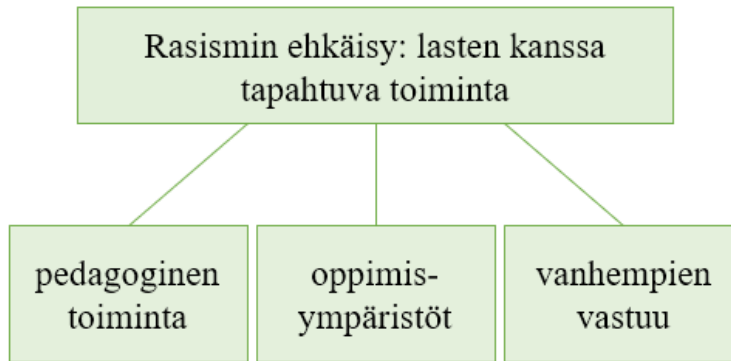 Rasismin ehkäisy: lasten kanssa
tapahtuva toiminta
pedagoginen
toiminta
oppimis-
ympäristöt
vanhempien
vastuu